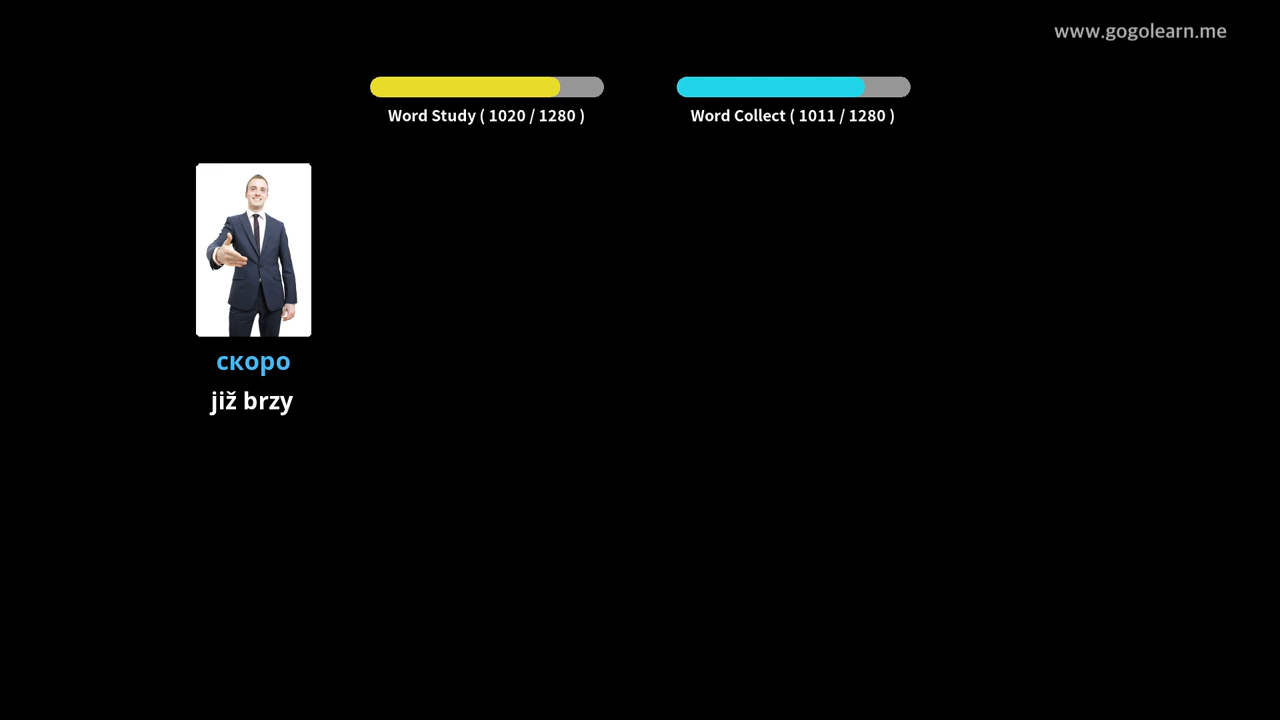 www.gogolearn.me
Word Study ( 1020 / 1280 )
Word Collect ( 1011 / 1280 )
скоро
již brzy